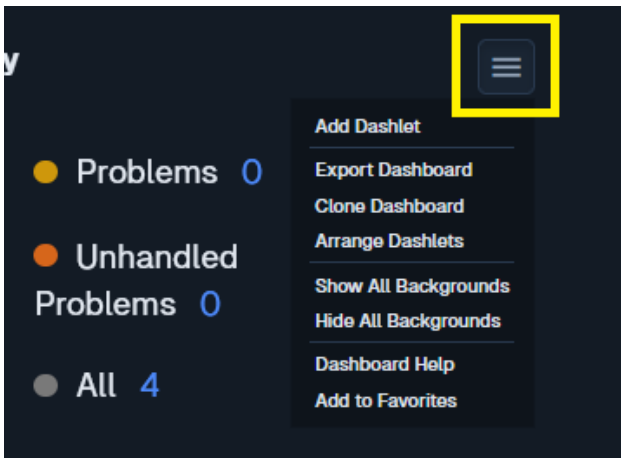 y
Problems 0
Unhandled
Problems 0
All 4
Add Dashlet
Export Dashboard
Clone Dashboard
Arrange Dashlets
Show All Backgrounds
Hide All Backgrounds
Dashboard Help
Add to Favorites